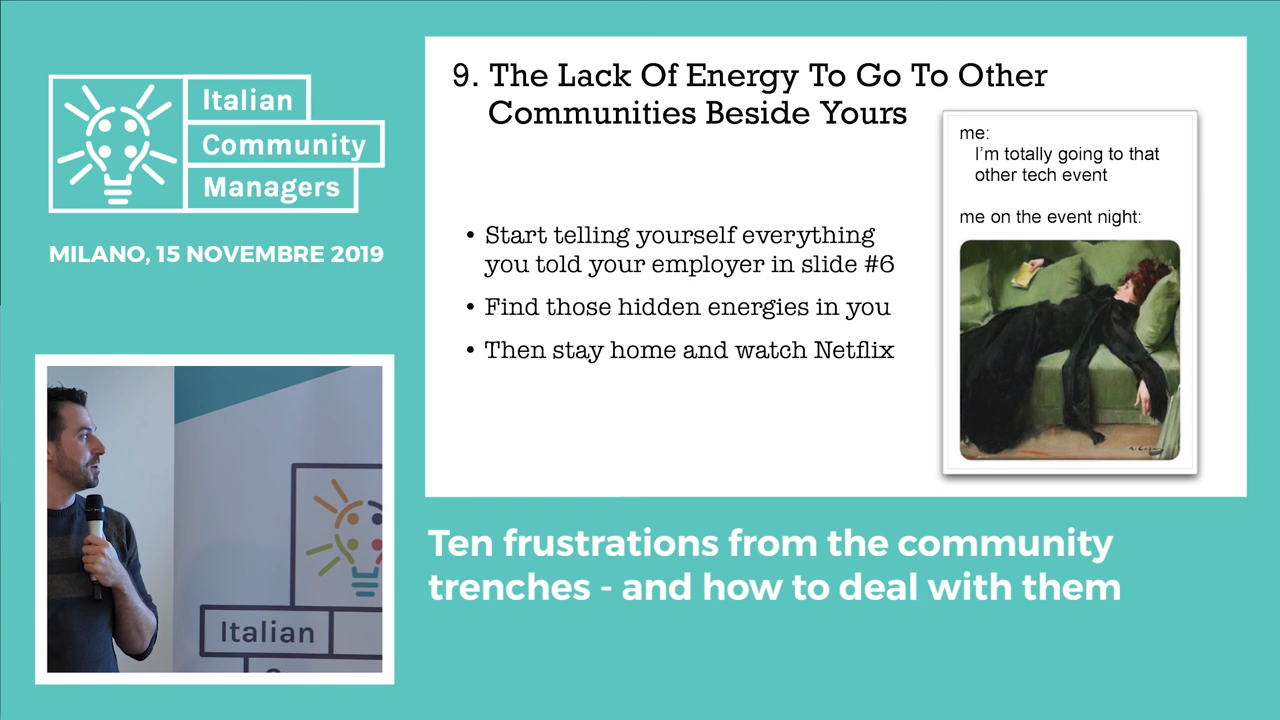 Italian
Community
Managers
MILANO, 15 NOVEMBRE 2019
9. The Lack Of Energy To Go To Other
Communities Beside Yours
• Start telling yourself everything
you told your employer in slide #6
• Find those hidden energies in you
• Then stay home and watch Netflix
me:
I'm totally going to that
other tech event
me on the event night:
Italian
Ten frustrations from the community
trenches - and how to deal with them